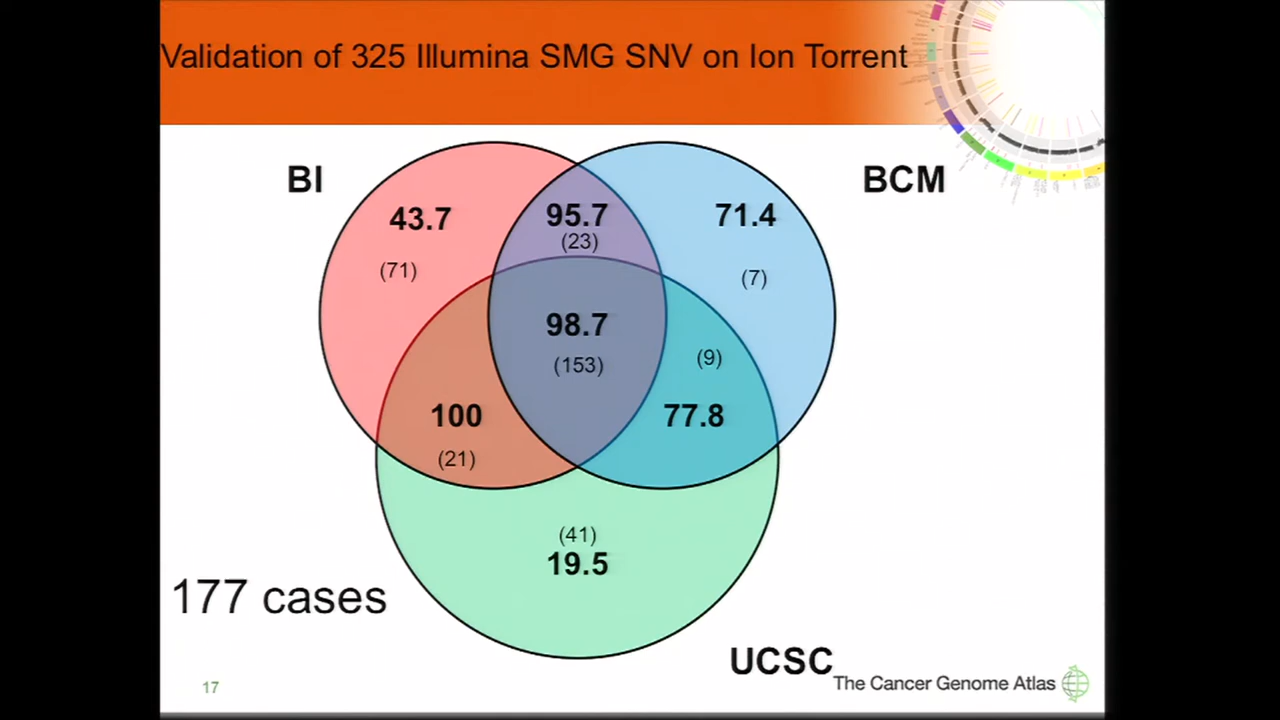 Validation of 325 Illumina SMG SNV on Ion Torrent
BI
BCM
43.7
95.7
71.4
(71)
(23)
(7)
98.7
(153)
(9)
100
77.8
(21)
(41)
19.5
177 cases
UCSC
17
The Cancer Genome Atlas